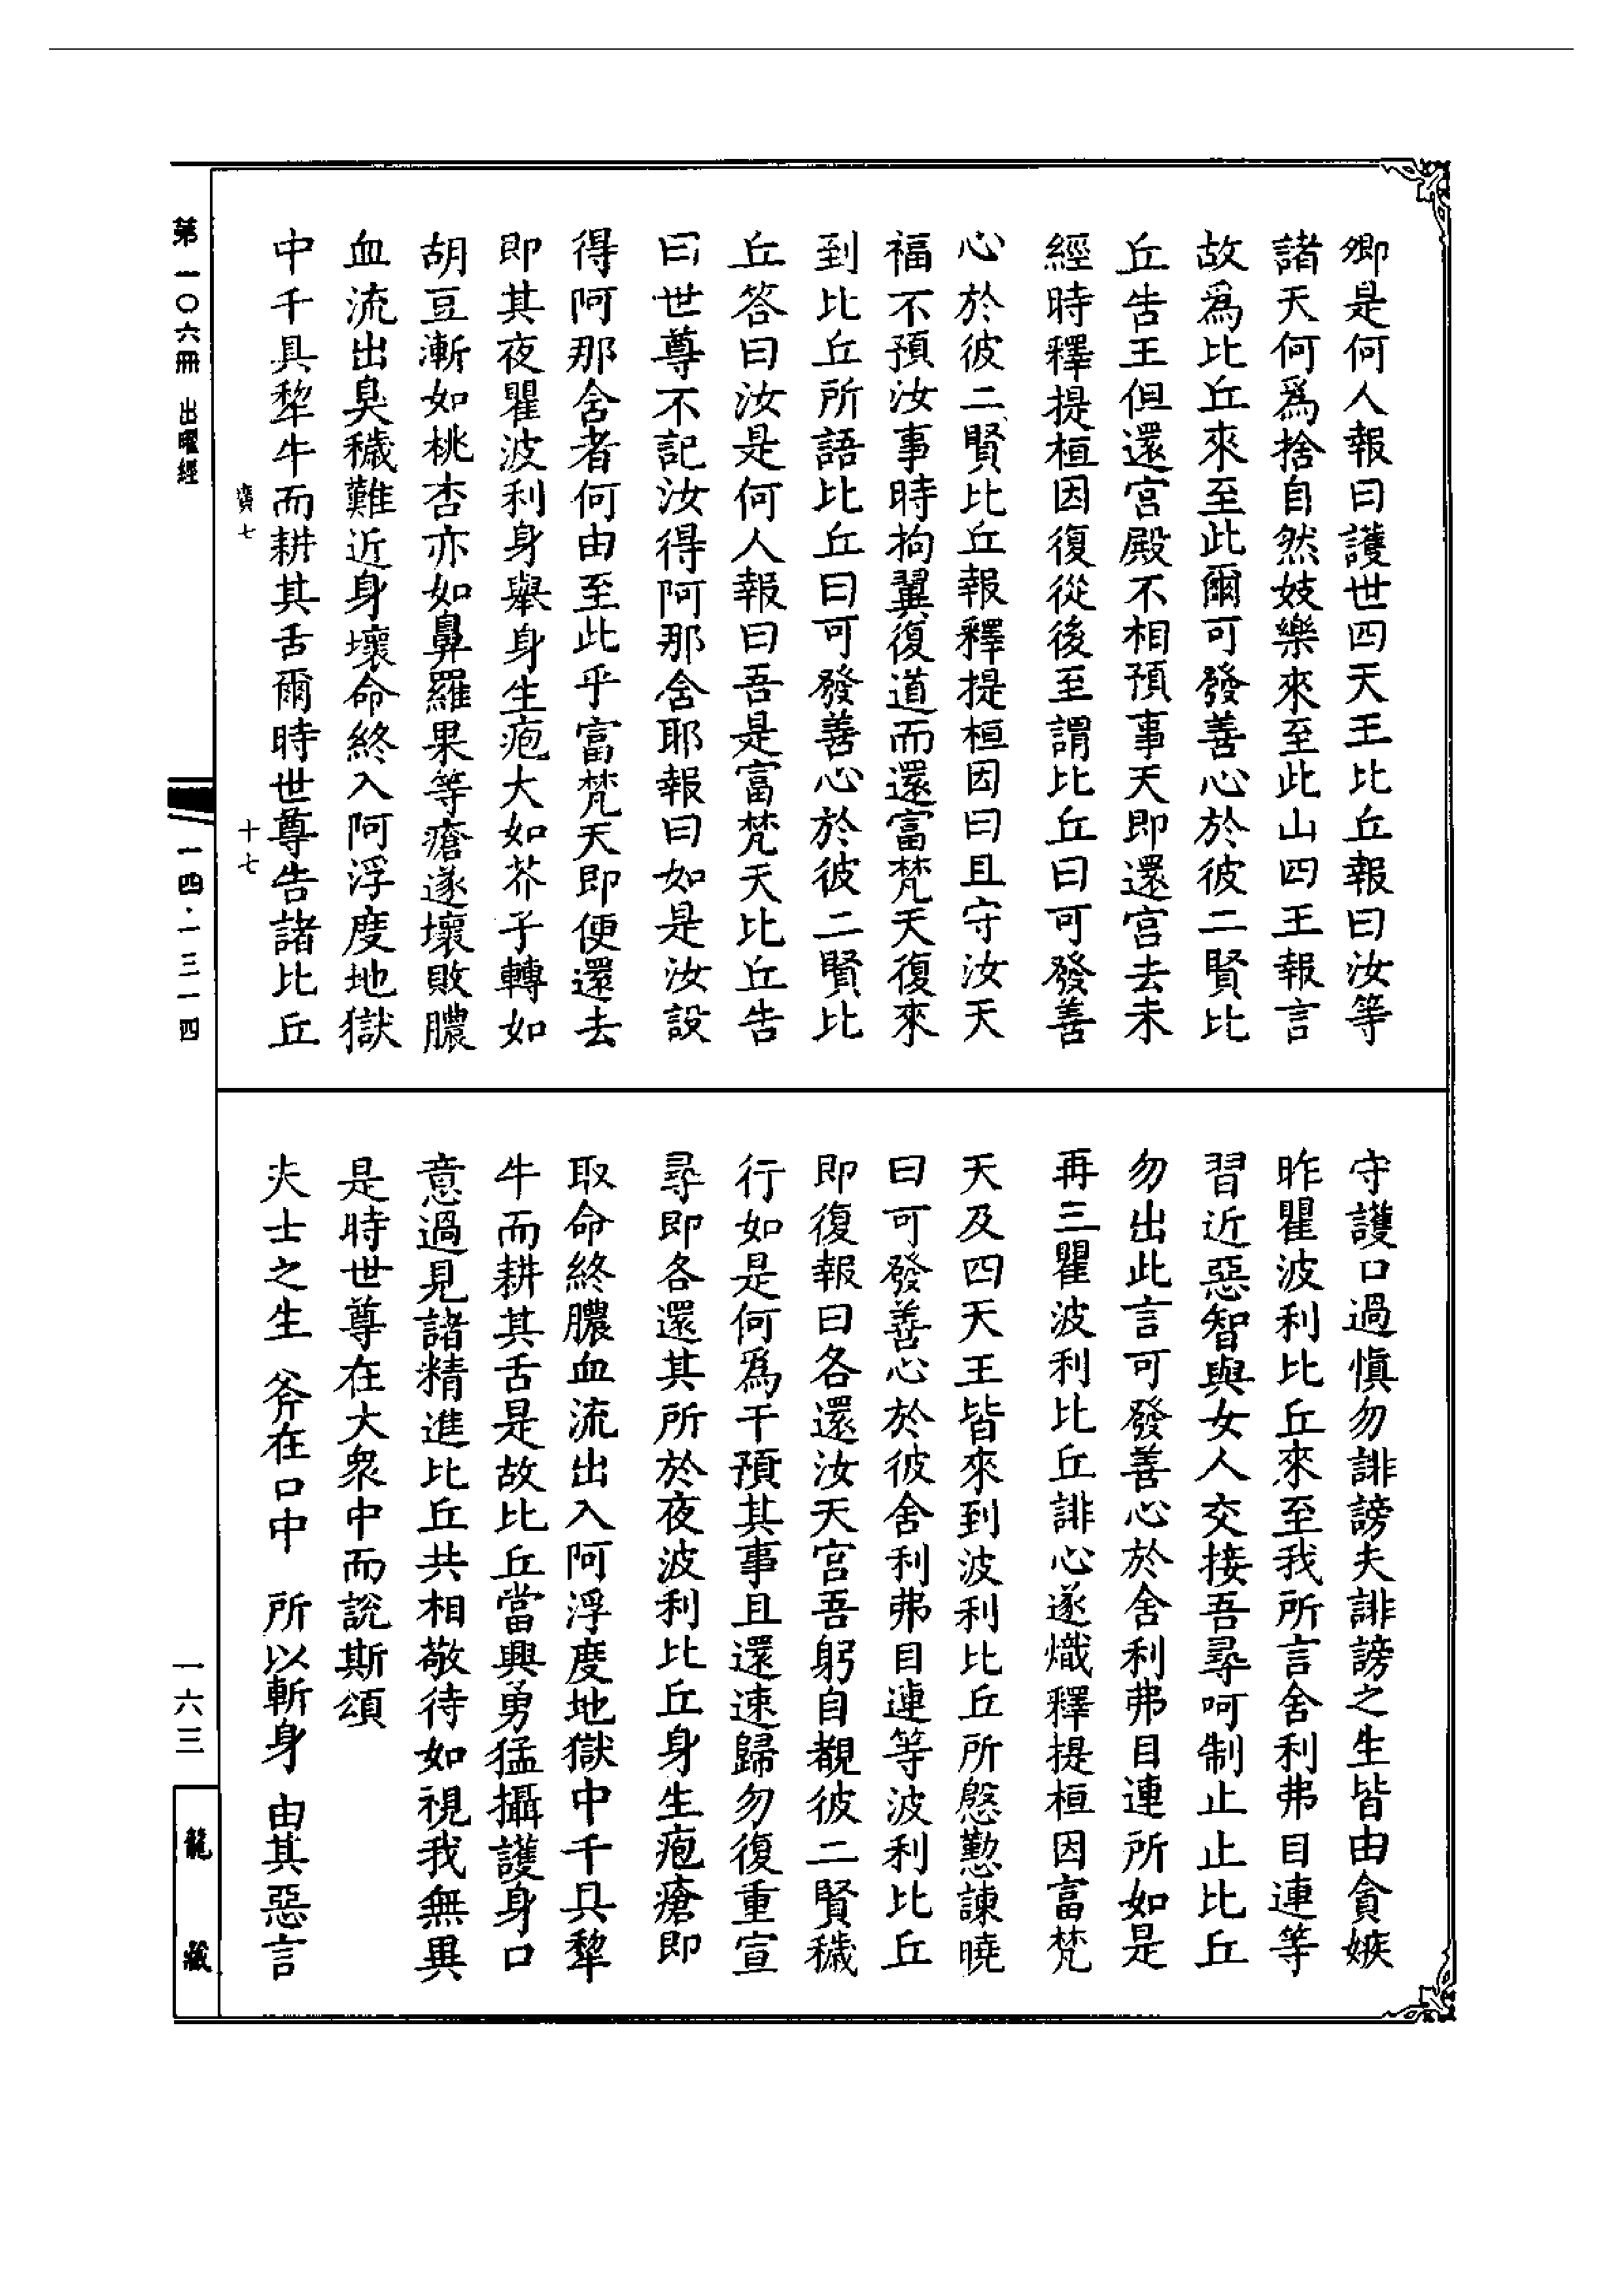 卿是何人報曰護世四天王比丘報曰汝等
諸天何爲捨自然妓樂來至此山四王報言
故爲比丘來至此爾可發善心於彼二賢比
丘告王但還宮殿不相預事天即還宮去未
經時釋提桓因復從後至謂比丘曰可發善
心於彼二賢比丘報釋提桓因曰且守汝天
福不預汝事時拘翼復道而還富梵天復來
到比丘所語比丘曰可發善心於彼二賢比
丘答曰汝是何人報曰吾是富梵天比丘告
曰世尊不記汝得阿那舍耶報曰如是汝設
得阿那舍者何由至此乎富梵天即便還去
即其夜瞿波利身舉身生疱大如芥子轉如
胡豆漸如桃杏亦如鼻羅果等瘡遂壞敗膿
血流出臭穢難近身壞命終入阿浮度地獄
中千具犂牛而耕其舌爾時世尊告諸比丘
寶七 十七
守護口過愼勿誹謗夫誹謗之生皆由貪嫉
昨瞿波利比丘來至我所言舍利弗目連等
習近惡智與女人交接吾尋呵制止止比丘
勿出此言可發善心於舍利弗目連所如是
再三瞿波利比丘誹心遂熾釋提桓因富梵
天及四天王皆來到波利比丘所慇懃諫曉
曰可發善心於彼舍利弗目連等波利比丘
即復報曰各還汝天宮吾躬自覩彼二賢穢
行如是何爲干預其事且還速歸勿復重宣
尋即各還其所於夜波利比丘身生疱瘡即
取命終膿血流出入阿浮度地獄中千具犂
牛而耕其舌是故比丘當興勇猛攝護身口
意過見諸精進比丘共相敬待如視我無異
是時世尊在大衆中而說斯頌
夫士之生 斧在口中 所以斬身 由其惡言
第一〇六冊 出曜經
一四·一三一四
一六三
龍藏